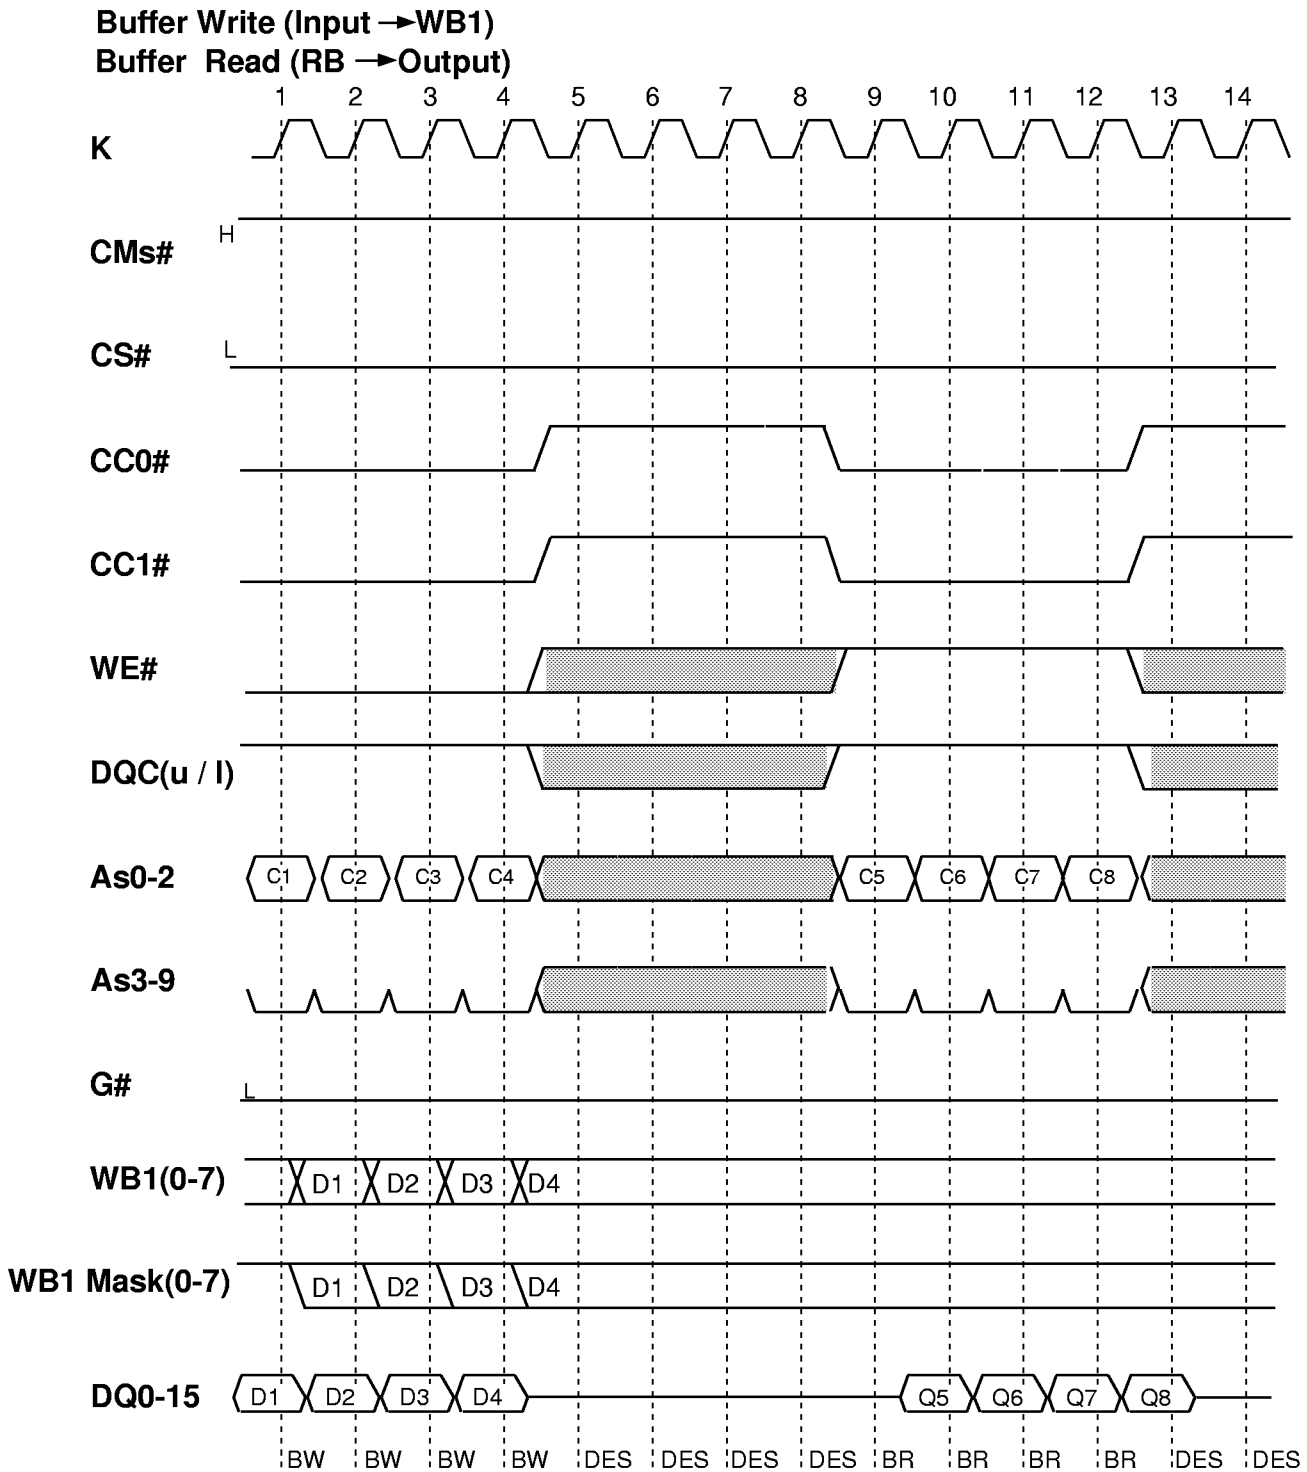 Buffer Write (Input →WB1)
Buffer Read (RB →Output)
1 2 3 4 5 6 7 8 9 10 11 12 13 14
K
H
CMs#
L
CS#
CC0#
CC1#
WE#
DQC(u / l)
As0-2 C1 C2 C3 C4 C5 C6 C7 C8
As3-9
G# L
WB1(0-7) D1 D2 D3 D4
WB1 Mask(0-7) D1 D2 D3 D4
DQ0-15 D1 D2 D3 D4 Q5 Q6 Q7 Q8
BW BW BW BW DES DES DES DES BR BR BR BR DES DES